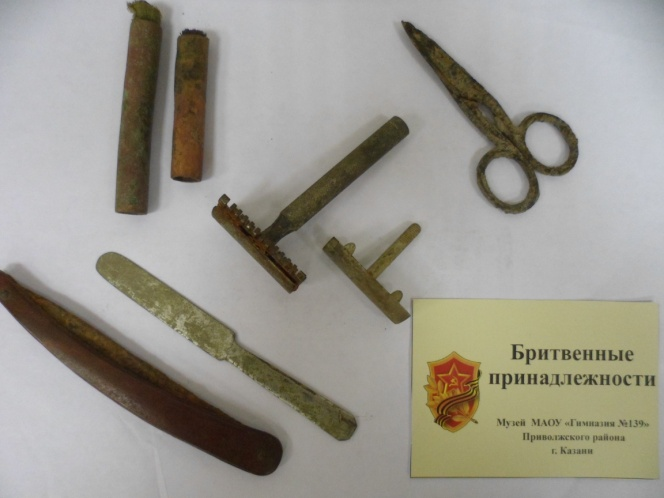 Бритвенные
принадлежности
Музей МАОУ «Гимназия №139»
Приволжского района
г. Казани